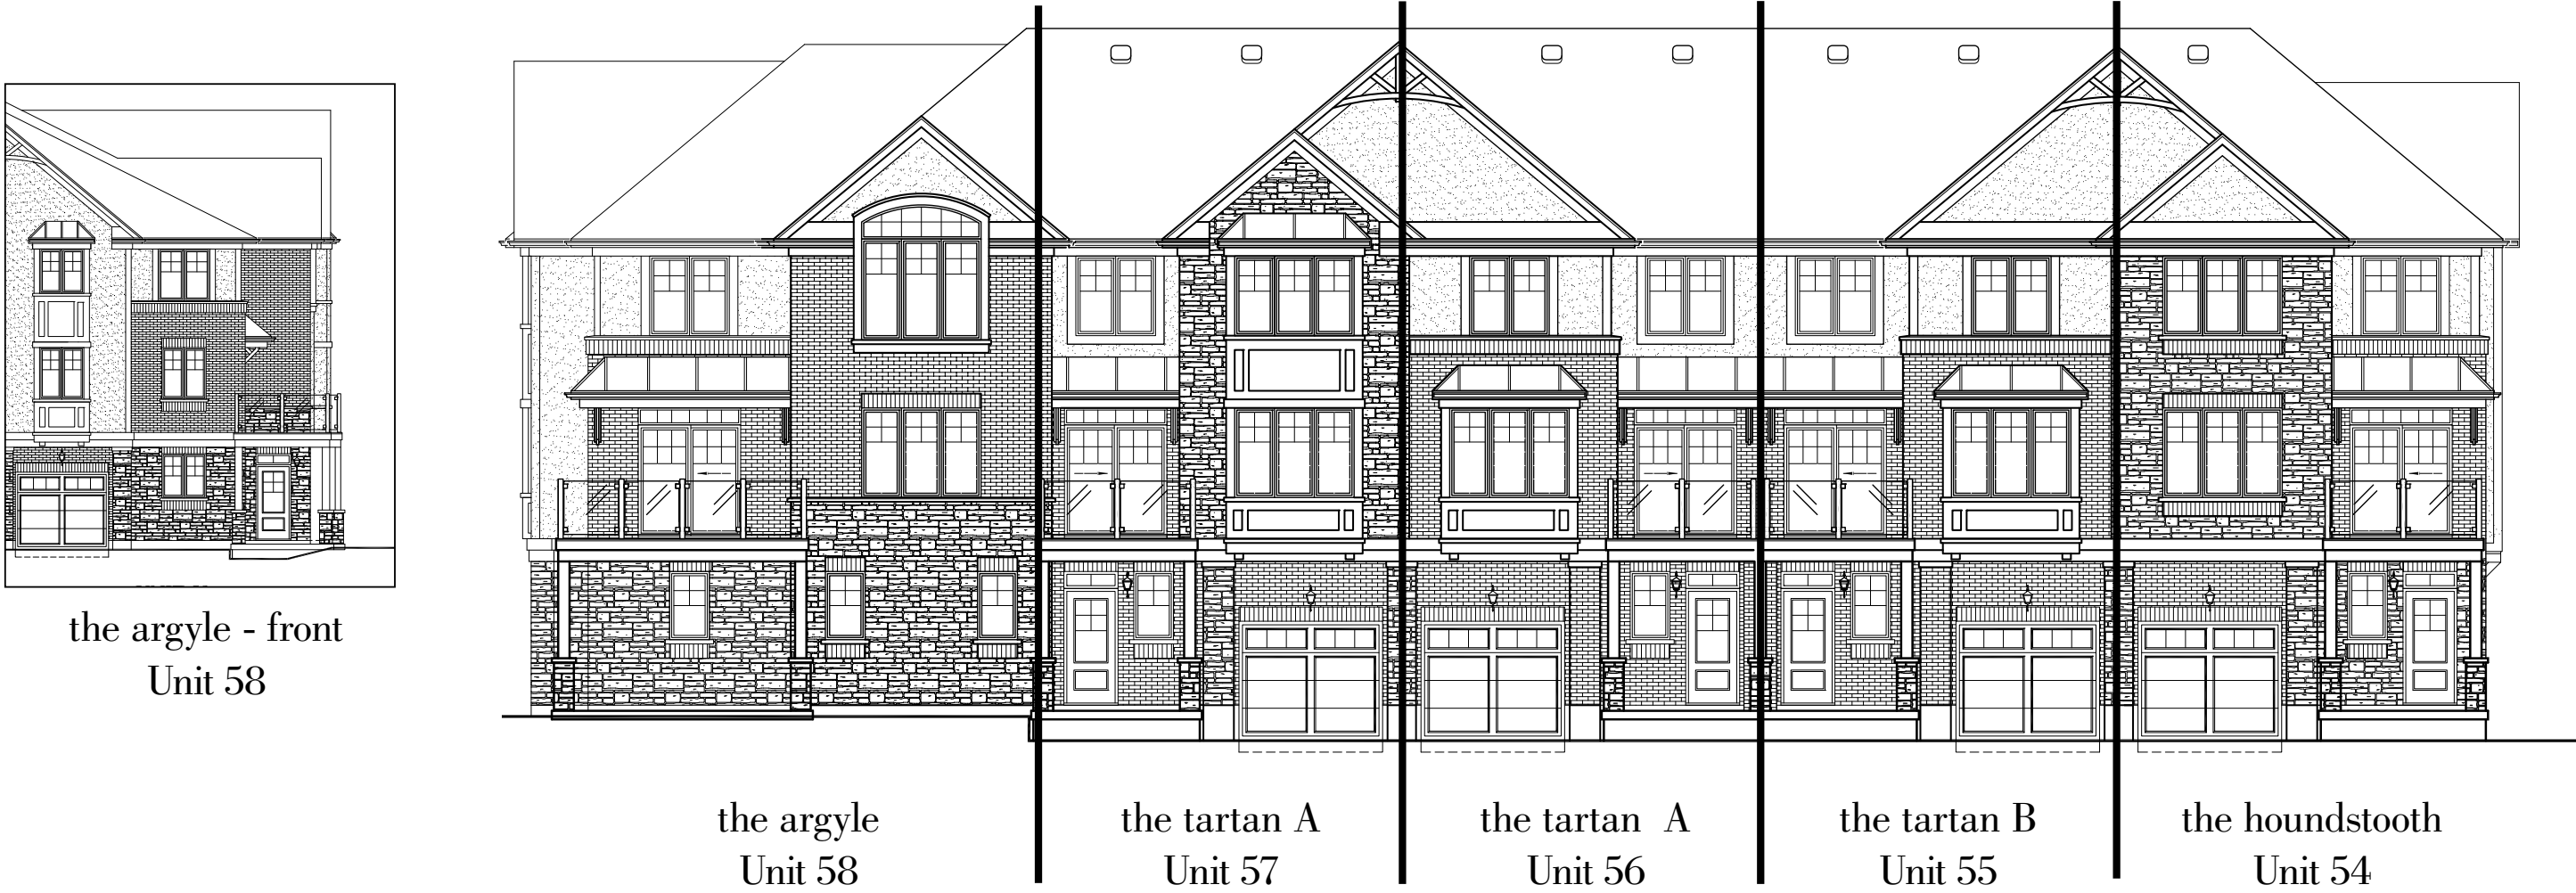 the argyle - front
Unit 58
the argyle
Unit 58
the tartan A
Unit 57
the tartan A
Unit 56
the tartan B
Unit 55
the houndstooth
Unit 54